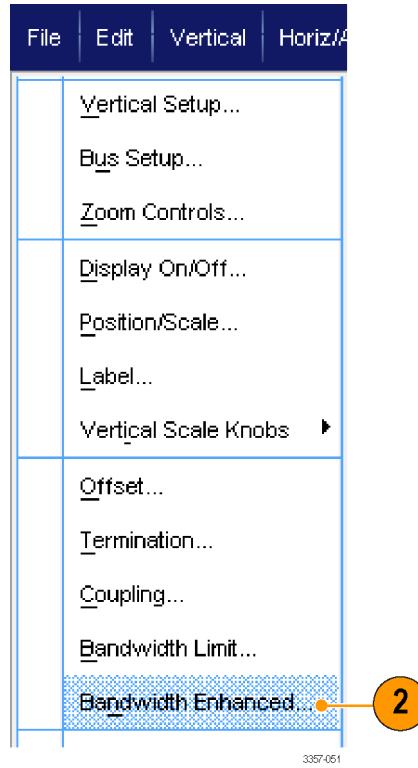 File Edit Vertical Horiz/A
Vertical Setup...
Bus Setup...
Zoom Controls...
Display On/Off...
Position/Scale...
Label...
Vertical Scale Knobs
Offset...
Termination...
Coupling...
Bandwidth Limit...
Bandwidth Enhanced...
2
3357-051